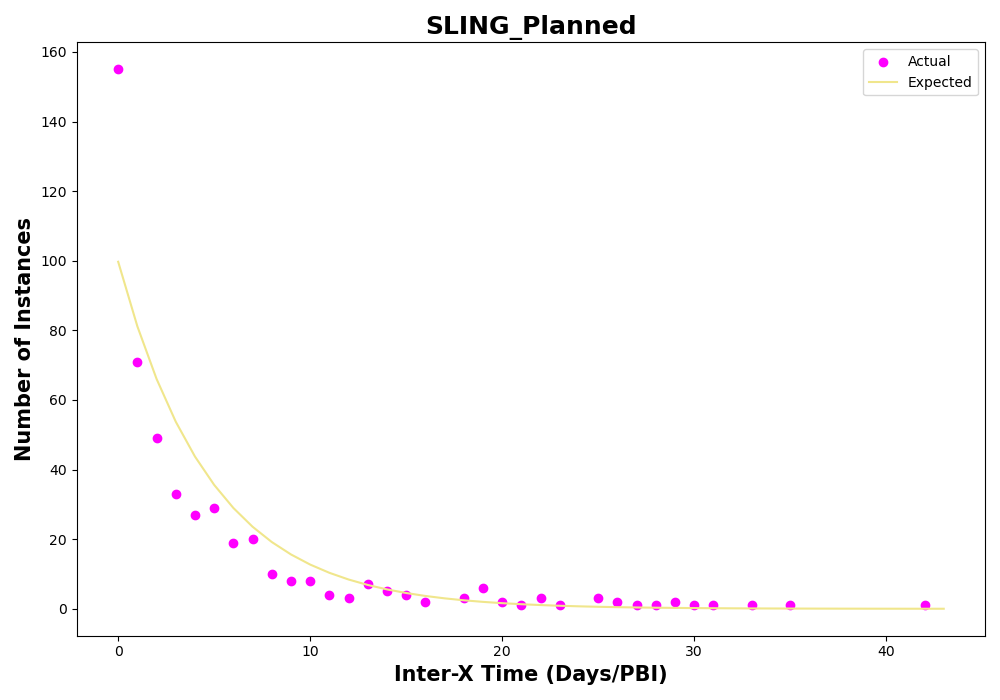 SLING_Planned
Actual
Expected
Number of Instances
160
140
120
100
80
60
40
20
0
0 10 20 30 40
Inter-X Time (Days/PBI)